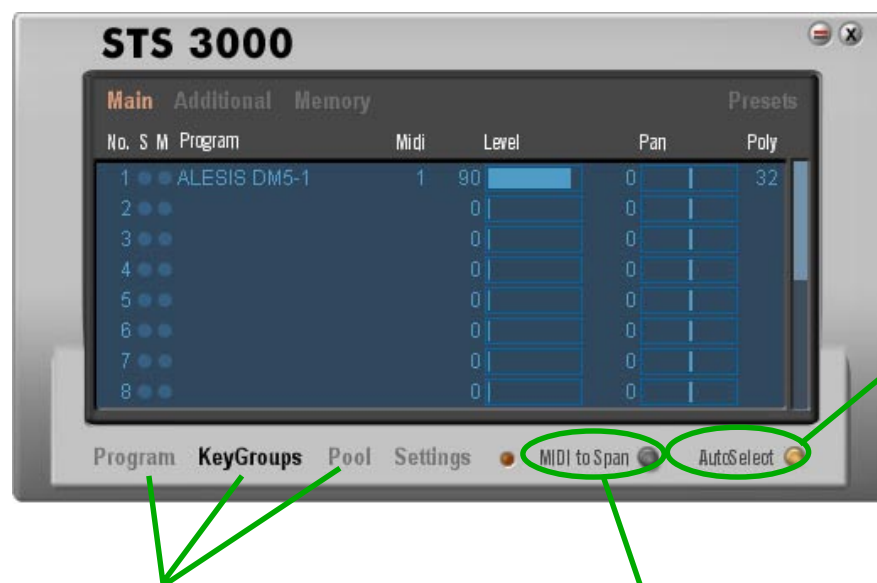 STS 3000
Main Additional Memory Presets
No. S M Program Midi Level Pan Poly
1 ALESIS DM5-1 1 90 0 32
2 0 0
3 0 0
4 0 0
5 0 0
6 0 0
7 0 0
8 0 0
Program KeyGroups Pool Settings MIDI to Span AutoSelect